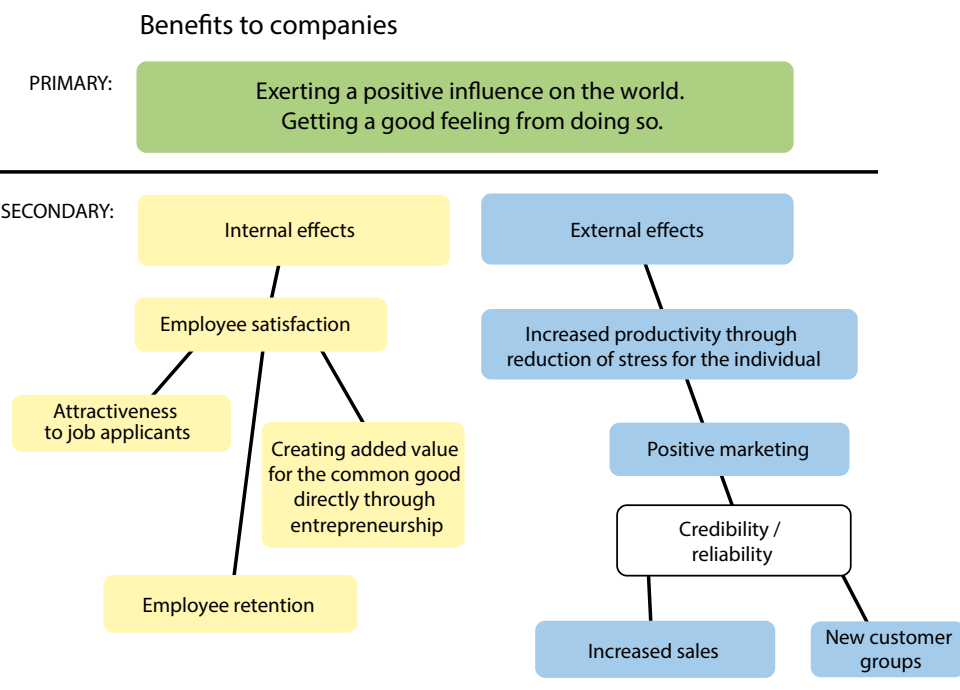 Benefits to companies
PRIMARY:
Exerting a positive influence on the world.
Getting a good feeling from doing so.
SECONDARY:
Internal effects
External effects
Employee satisfaction
Increased productivity through
reduction of stress for the individual
Attractiveness
to job applicants
Creating added value
for the common good
directly through
entrepreneurship
Positive marketing
Credibility /
reliability
Employee retention
Increased sales
New customer
groups